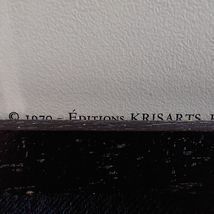 © 1979 - ÉDITIONS KRISARTS